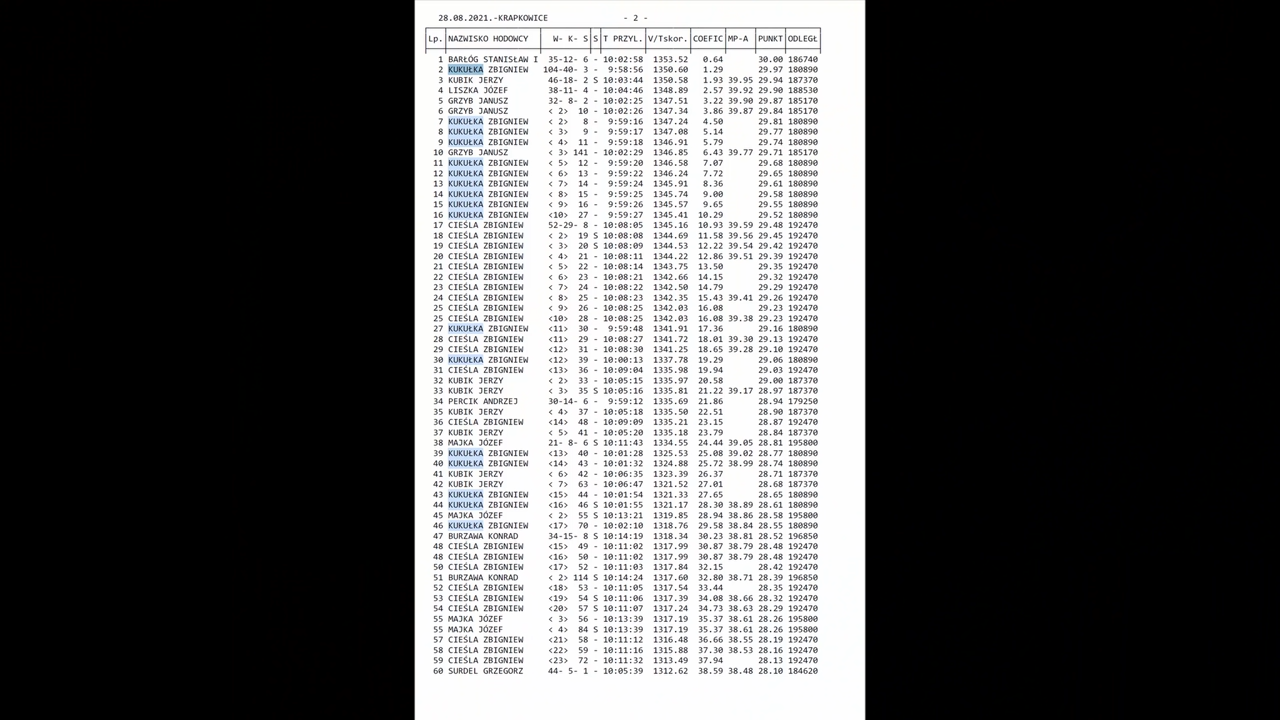 28.08.2021.-KRAPKOWICE - 2 -
Lp. NAZWISKO HODOWCY W- K- S S T PRZYL. V/Tskor. COEFIC MP-A PUNKT ODLEGŁ
1 BARŁÓG STANISŁAW I 35-12- 6 - 10:02:58 1353.52 0.64 30.00 186740
2 KUKUŁKA ZBIGNIEW 104-40- 3 - 9:58:56 1350.60 1.29 29.97 180890
3 KUBIK JERZY 46-18- 2 S 10:03:44 1350.58 1.93 39.95 29.94 187370
4 LISZKA JÓZEF 38-11- 4 - 10:04:46 1348.89 2.57 39.92 29.90 188530
5 GRZYB JANUSZ 32- 8- 2 - 10:02:25 1347.51 3.22 39.90 29.87 185170
6 GRZYB JANUSZ < 2> 10 - 10:02:26 1347.34 3.86 39.87 29.84 185170
7 KUKUŁKA ZBIGNIEW < 2> 8 - 9:59:16 1347.24 4.50 29.81 180890
8 KUKUŁKA ZBIGNIEW < 3> 9 - 9:59:17 1347.08 5.14 29.77 180890
9 KUKUŁKA ZBIGNIEW < 4> 11 - 9:59:18 1346.91 5.79 29.74 180890
10 GRZYB JANUSZ < 3> 141 - 10:02:29 1346.85 6.43 39.77 29.71 185170
11 KUKUŁKA ZBIGNIEW < 5> 12 - 9:59:20 1346.58 7.07 29.68 180890
12 KUKUŁKA ZBIGNIEW < 6> 13 - 9:59:22 1346.24 7.72 29.65 180890
13 KUKUŁKA ZBIGNIEW < 7> 14 - 9:59:24 1345.91 8.36 29.61 180890
14 KUKUŁKA ZBIGNIEW < 8> 15 - 9:59:25 1345.74 9.00 29.58 180890
15 KUKUŁKA ZBIGNIEW < 9> 16 - 9:59:26 1345.57 9.65 29.55 180890
16 KUKUŁKA ZBIGNIEW <10> 27 - 9:59:27 1345.41 10.29 29.52 180890
17 CIEŚLA ZBIGNIEW 52-29- 8 - 10:08:05 1345.16 10.93 39.59 29.48 192470
18 CIEŚLA ZBIGNIEW < 2> 19 S 10:08:08 1344.69 11.58 39.56 29.45 192470
19 CIEŚLA ZBIGNIEW < 3> 20 S 10:08:09 1344.53 12.22 39.54 29.42 192470
20 CIEŚLA ZBIGNIEW < 4> 21 - 10:08:11 1344.22 12.86 39.51 29.39 192470
21 CIEŚLA ZBIGNIEW < 5> 22 - 10:08:14 1343.75 13.50 29.35 192470
22 CIEŚLA ZBIGNIEW < 6> 23 - 10:08:21 1342.66 14.15 29.32 192470
23 CIEŚLA ZBIGNIEW < 7> 24 - 10:08:22 1342.50 14.79 29.29 192470
24 CIEŚLA ZBIGNIEW < 8> 25 - 10:08:23 1342.35 15.43 39.41 29.26 192470
25 CIEŚLA ZBIGNIEW < 9> 26 - 10:08:25 1342.03 16.08 29.23 192470
25 CIEŚLA ZBIGNIEW <10> 28 - 10:08:25 1342.03 16.08 39.38 29.23 192470
27 KUKUŁKA ZBIGNIEW <11> 30 - 9:59:48 1341.91 17.36 29.16 180890
28 CIEŚLA ZBIGNIEW <11> 29 - 10:08:27 1341.72 18.01 39.30 29.13 192470
29 CIEŚLA ZBIGNIEW <12> 31 - 10:08:30 1341.25 18.65 39.28 29.10 192470
30 KUKUŁKA ZBIGNIEW <12> 39 - 10:00:13 1337.78 19.29 29.06 180890
31 CIEŚLA ZBIGNIEW <13> 36 - 10:09:04 1335.98 19.94 29.03 192470
32 KUBIK JERZY < 2> 33 - 10:05:15 1335.97 20.58 29.00 187370
33 KUBIK JERZY < 3> 35 S 10:05:16 1335.81 21.22 39.17 28.97 187370
34 PERCIK ANDRZEJ 30-14- 6 - 9:59:12 1335.69 21.86 28.94 179250
35 KUBIK JERZY < 4> 37 - 10:05:18 1335.50 22.51 28.90 187370
36 CIEŚLA ZBIGNIEW <14> 48 - 10:09:09 1335.21 23.15 28.87 192470
37 KUBIK JERZY < 5> 41 - 10:05:20 1335.18 23.79 28.84 187370
38 MAJKA JÓZEF 21- 8- 6 S 10:11:43 1334.55 24.44 39.05 28.81 195800
39 KUKUŁKA ZBIGNIEW <13> 40 - 10:01:28 1325.53 25.08 39.02 28.77 180890
40 KUKUŁKA ZBIGNIEW <14> 43 - 10:01:32 1324.88 25.72 38.99 28.74 180890
41 KUBIK JERZY < 6> 42 - 10:06:35 1323.39 26.37 28.71 187370
42 KUBIK JERZY < 7> 63 - 10:06:47 1321.52 27.01 28.68 187370
43 KUKUŁKA ZBIGNIEW <15> 44 - 10:01:54 1321.33 27.65 28.65 180890
44 KUKUŁKA ZBIGNIEW <16> 46 S 10:01:55 1321.17 28.30 38.89 28.61 180890
45 MAJKA JÓZEF < 2> 55 S 10:13:21 1319.85 28.94 38.86 28.58 195800
46 KUKUŁKA ZBIGNIEW <17> 70 - 10:02:10 1318.76 29.58 38.84 28.55 180890
47 BURZAWA KONRAD 34-15- 8 S 10:14:19 1318.34 30.23 38.81 28.52 196850
48 CIEŚLA ZBIGNIEW <15> 49 - 10:11:02 1317.99 30.87 38.79 28.48 192470
48 CIEŚLA ZBIGNIEW <16> 50 - 10:11:02 1317.99 30.87 38.79 28.48 192470
50 CIEŚLA ZBIGNIEW <17> 52 - 10:11:03 1317.84 32.15 28.42 192470
51 BURZAWA KONRAD < 2> 114 S 10:14:24 1317.60 32.80 38.71 28.39 196850
52 CIEŚLA ZBIGNIEW <18> 53 - 10:11:05 1317.54 33.44 28.35 192470
53 CIEŚLA ZBIGNIEW <19> 54 S 10:11:06 1317.39 34.08 38.66 28.32 192470
54 CIEŚLA ZBIGNIEW <20> 57 S 10:11:07 1317.24 34.73 38.63 28.29 192470
55 MAJKA JÓZEF < 3> 56 - 10:13:39 1317.19 35.37 38.61 28.26 195800
55 MAJKA JÓZEF < 4> 84 S 10:13:39 1317.19 35.37 38.61 28.26 195800
57 CIEŚLA ZBIGNIEW <21> 58 - 10:11:12 1316.48 36.66 38.55 28.19 192470
58 CIEŚLA ZBIGNIEW <22> 59 - 10:11:16 1315.88 37.30 38.53 28.16 192470
59 CIEŚLA ZBIGNIEW <23> 72 - 10:11:32 1313.49 37.94 28.13 192470
60 SURDEL GRZEGORZ 44- 5- 1 - 10:05:39 1312.62 38.59 38.48 28.10 184620